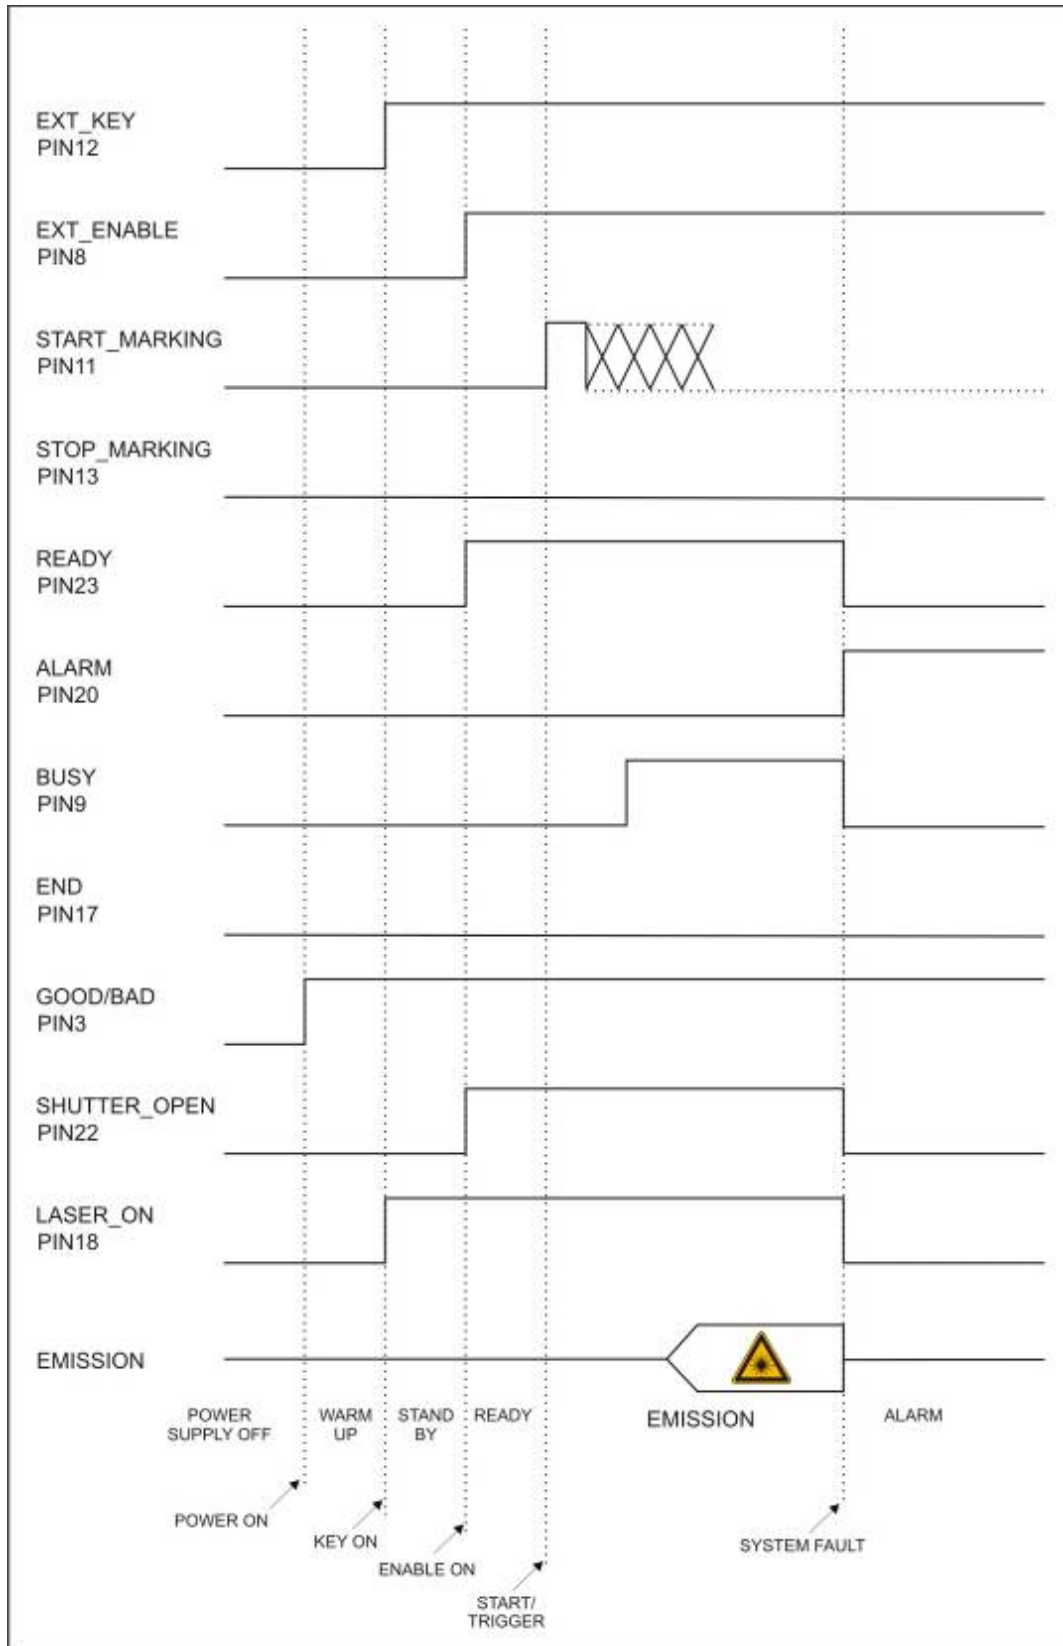 EXT_KEY
PIN12
EXT_ENABLE
PIN8
START_MARKING
PIN11
STOP_MARKING
PIN13
READY
PIN23
ALARM
PIN20
BUSY
PIN9
END
PIN17
GOOD/BAD
PIN3
SHUTTER_OPEN
PIN22
LASER_ON
PIN18
EMISSION
POWER
SUPPLY OFF
WARM
UP
STAND
BY
READY
EMISSION
ALARM
POWER ON
KEY ON
ENABLE ON
START/
TRIGGER
SYSTEM FAULT